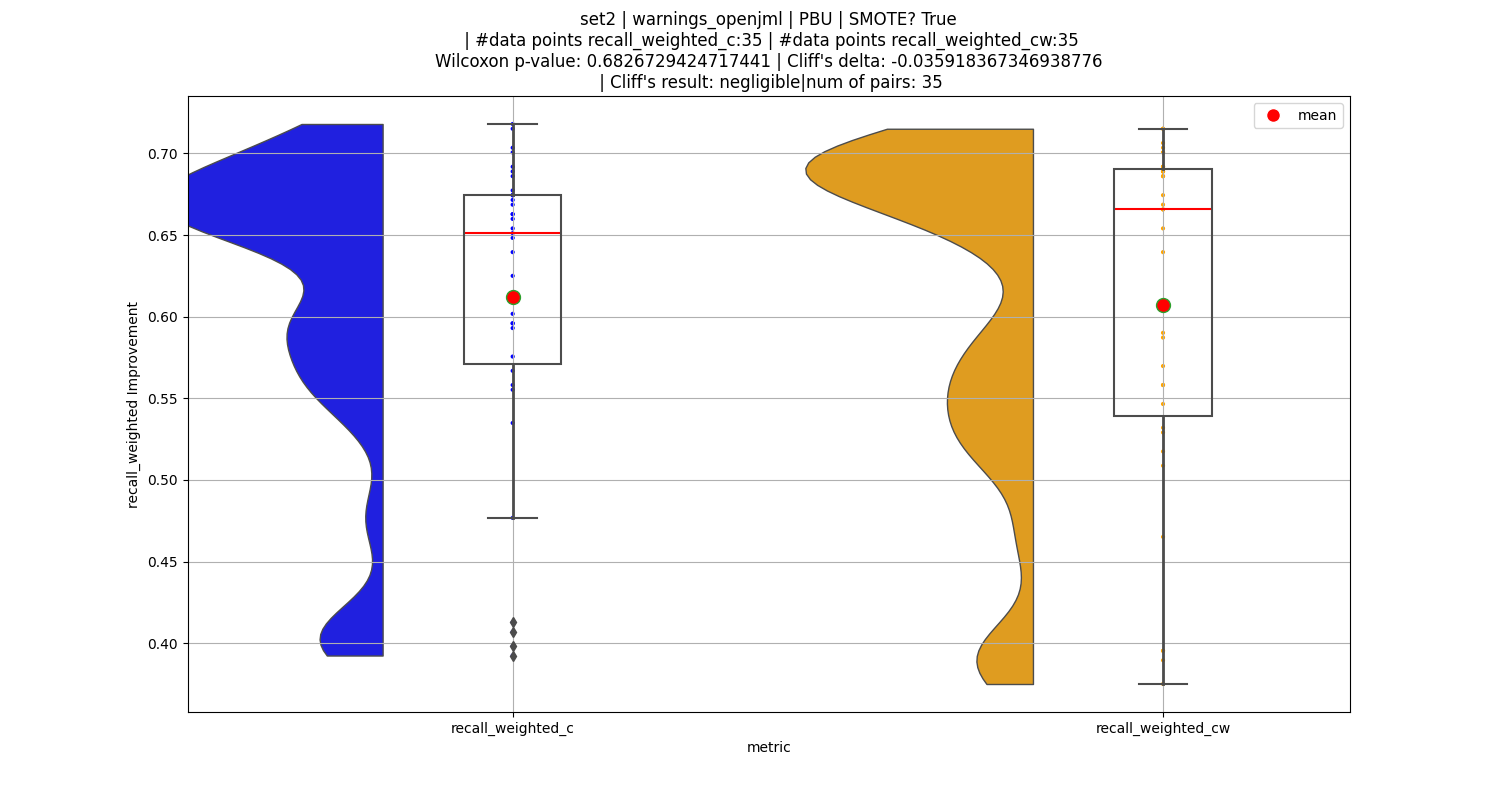 set2 | warnings_openjml | PBU | SMOTE? True
| #data points recall_weighted_c:35 | #data points recall_weighted_cw:35
Wilcoxon p-value: 0.6826729424717441 | Cliff's delta: -0.035918367346938776
| Cliff's result: negligible|num of pairs: 35
mean
0.70
0.65
0.60
0.55
0.50
0.45
0.40
recall_weighted Improvement
recall_weighted_c
recall_weighted_cw
metric